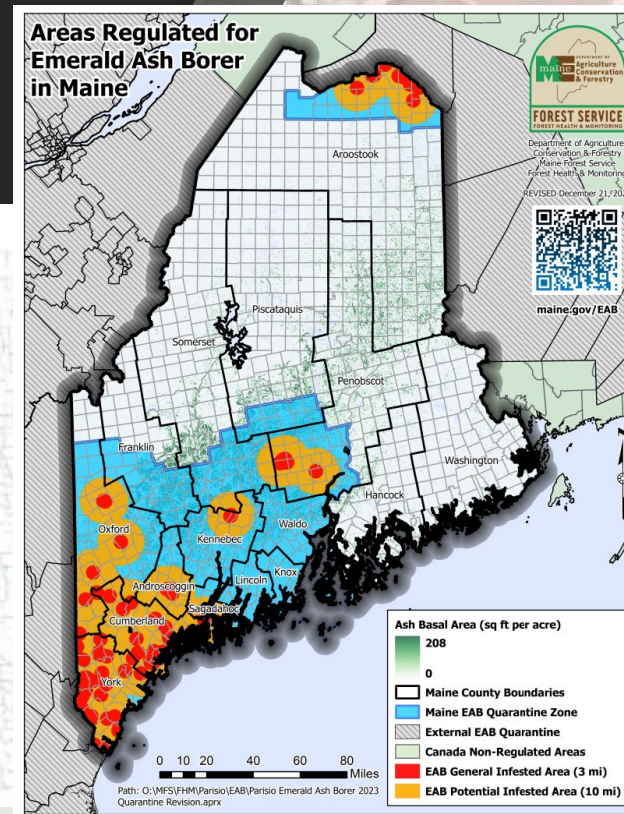 Areas Regulated for
Emerald Ash Borer
in Maine
DEPARTMENT OF
maine
Agriculture
Conservation
& Forestry
FOREST SERVICE
FOREST HEALTH & MONITORING
Department of Agriculture
Conservation & Forestry
Maine Forest Service
Forest Health & Monitoring
REVISED December 21, 202
maine.gov/EAB
Aroostook
Piscataquis
Somerset
Penobscot
Franklin
Washington
Hancock
Oxford
Waldo
Kennebec
Knox
Androscoggin
Lincoln
Sagadahoc
Cumberland
York
Ash Basal Area (sq ft per acre)
208
0
Maine County Boundaries
Maine EAB Quarantine Zone
External EAB Quarantine
Canada Non-Regulated Areas
EAB General Infested Area (3 mi)
EAB Potential Infested Area (10 mi)
0 10 20 40 60 80
Miles
Path: O:\MFS\FHM\Parisio\EAB\Parisio Emerald Ash Borer 2023
Quarantine Revision.aprx